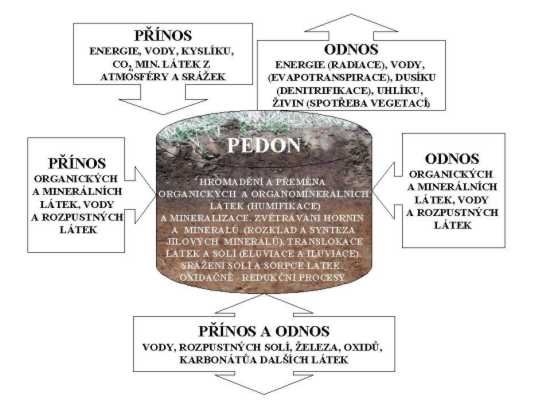 PŘÍNOS
ENERGIE, VODY, KYSLÍKU,
CO2, MIN. LÁTEK Z
ATMOSFÉRY A SRÁŽEK
ODNOS
ENERGIE (RADIACE), VODY,
(EVAPOTRANSPIRACE), DUSÍKU
(DENITRIFIKACE), UHLÍKU,
ŽIVIN (SPOTŘEBA VEGETACÍ)
PŘÍNOS
ORGANICKÝCH
A MINERÁLNÍCH
LÁTEK, VODY
A ROZPUSTNÝCH
LÁTEK
PEDON
HROMADĚNÍ A PŘEMĚNA
ORGANICKÝCH A ORGANOMINERÁLNÍCH
LÁTEK (HUMIFIKACE)
A MINERALIZACE. ZVĚTRÁVÁNI HORNIN
A MINERÁLŮ (ROZKLAD A SYNTEZA
JÍLOVÝCH MINERÁLŮ), TRANSLOKACE
LÁTEK A SOLÍ (ELUVIACE A ILUVIACE).
SRÁŽENÍ SOLÍ A SORPCE LÁTEK.
OXIDAČNĚ - REDUKČNÍ PROCESY
ODNOS
ORGANICKÝCH
A MINERÁLNÍCH
LÁTEK, VODY
A ROZPUSTNÝCH
LÁTEK
PŘÍNOS A ODNOS
VODY, ROZPUSTNÝCH SOLÍ, ŽELEZA, OXIDŮ,
KARBONÁTŮA DALŠÍCH LÁTEK